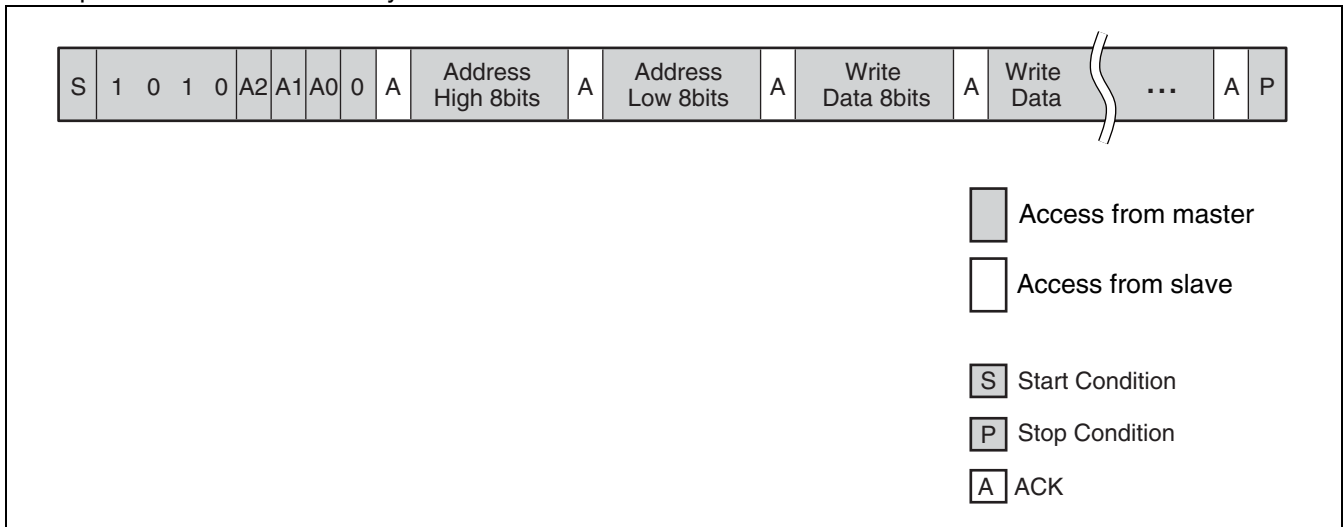 S 1 0 1 0 A2 A1 A0 0 A Address High 8bits A Address Low 8bits A Write Data 8bits A Write Data ... A P
Access from master
Access from slave
S Start Condition
P Stop Condition
A ACK